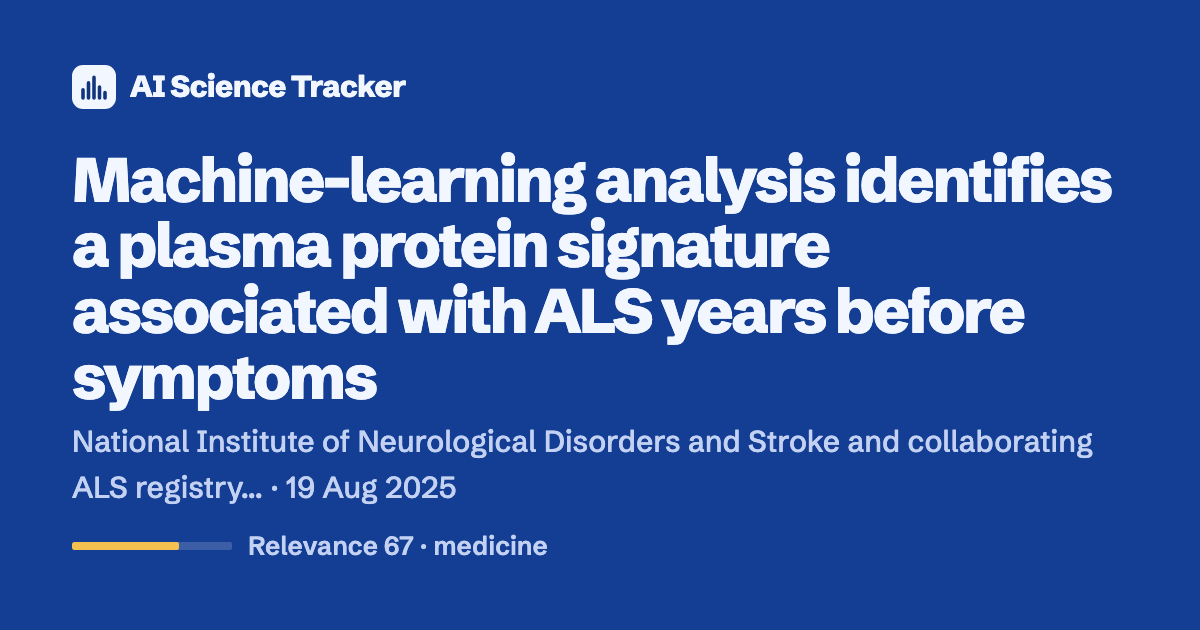 AI Science Tracker
Machine-learning analysis identifies
a plasma protein signature
associated with ALS years before
symptoms
National Institute of Neurological Disorders and Stroke and collaborating
ALS registry... · 19 Aug 2025
Relevance 67 · medicine